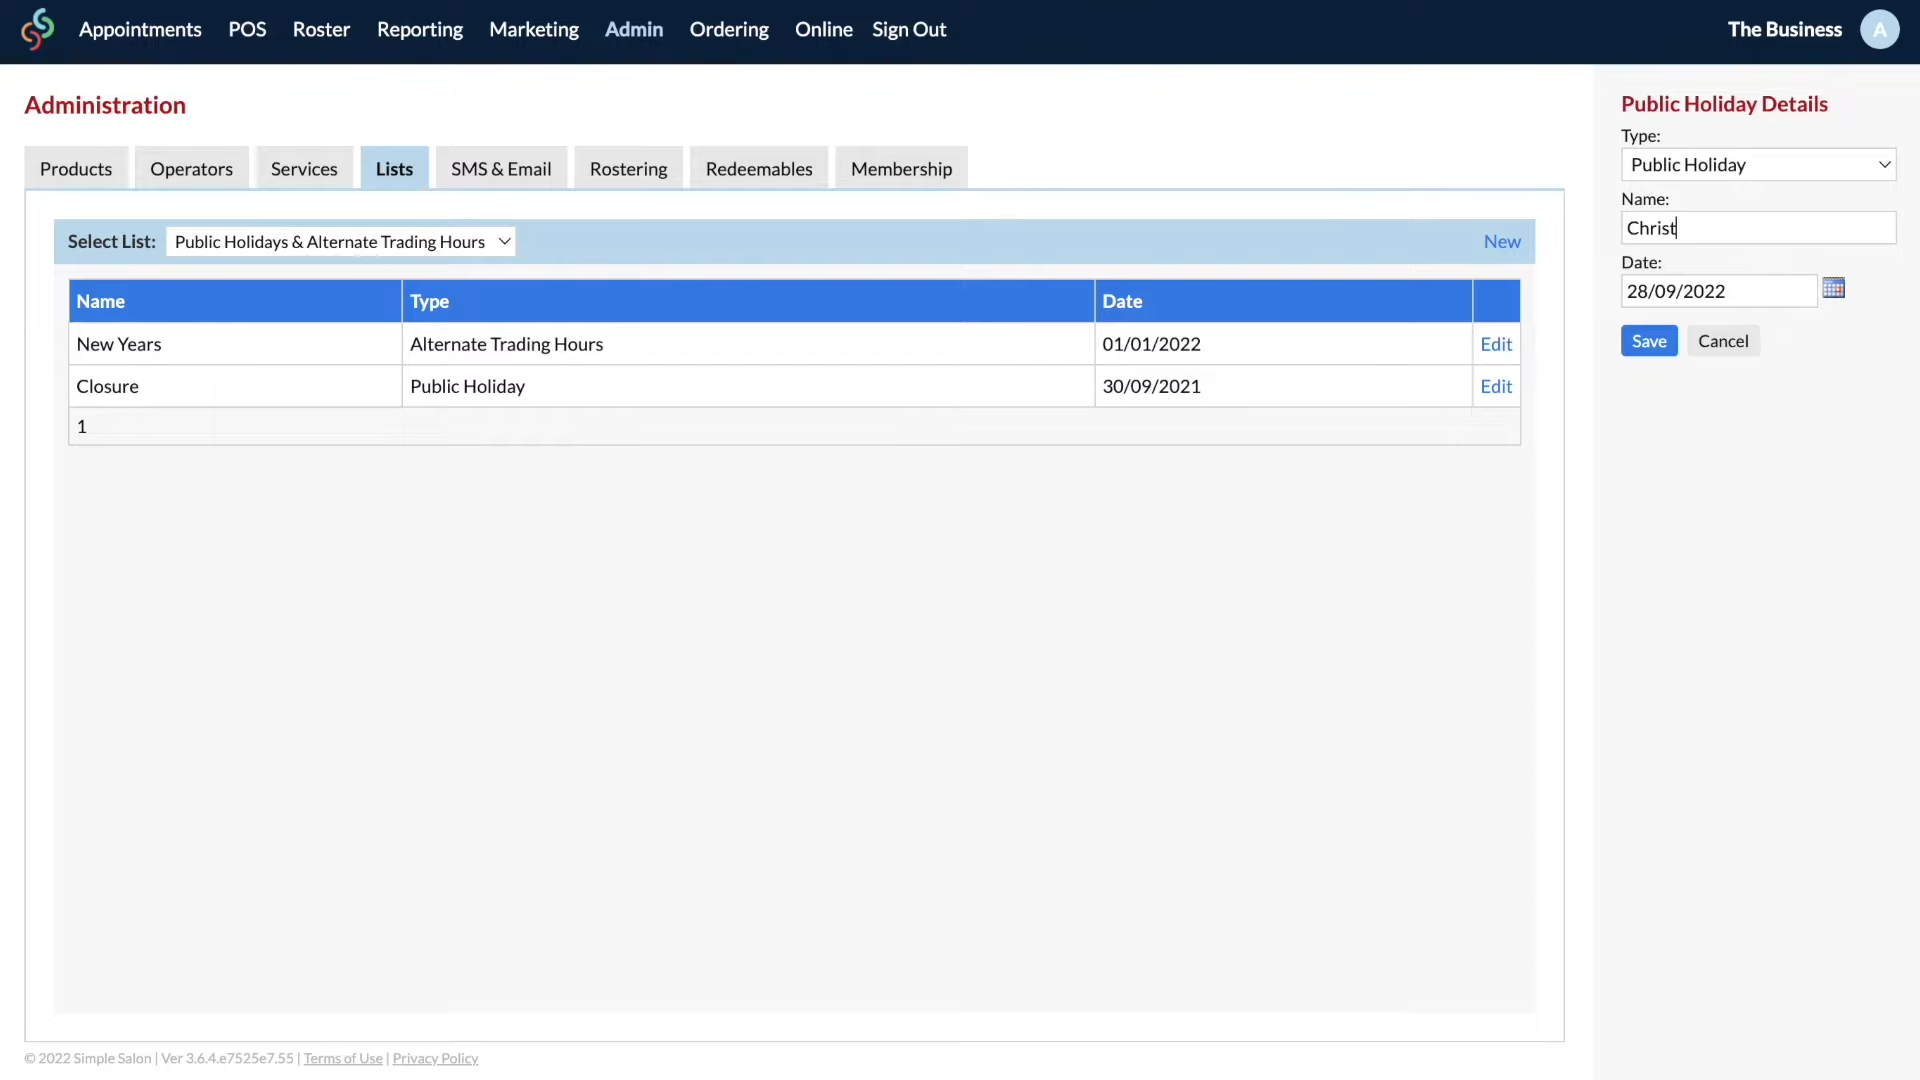 Appointments POS Roster Reporting Marketing Admin Ordering Online Sign Out The Business A
Administration
Products Operators Services Lists SMS & Email Rostering Redeemables Membership
Select List: Public Holidays & Alternate Trading Hours New
Name Type Date
New Years Alternate Trading Hours 01/01/2022 Edit
Closure Public Holiday 30/09/2021 Edit
1
Public Holiday Details
Type:
Public Holiday
Name:
Christ
Date:
28/09/2022
Save Cancel
© 2022 Simple Salon | Ver 3.6.4.e7525e7.55 | Terms of Use | Privacy Policy